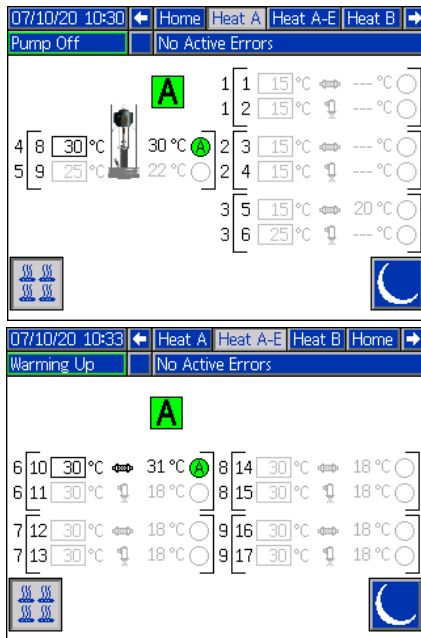 07/10/20 10:30 Home Heat A Heat A-E Heat B
Pump Off No Active Errors
A
1 1 15 °C --- °C
1 2 15 °C --- °C
4 8 30 °C 30 °C A 2 3 15 °C --- °C
5 9 25 °C 22 °C 2 4 15 °C --- °C
3 5 15 °C 20 °C
3 6 25 °C --- °C
07/10/20 10:33 Heat A Heat A-E Heat B Home
Warming Up No Active Errors
A
6 10 30 °C 31 °C A 8 14 30 °C 18 °C
6 11 30 °C 18 °C 8 15 30 °C 18 °C
7 12 30 °C 18 °C 9 16 30 °C 18 °C
7 13 30 °C 18 °C 9 17 30 °C 18 °C